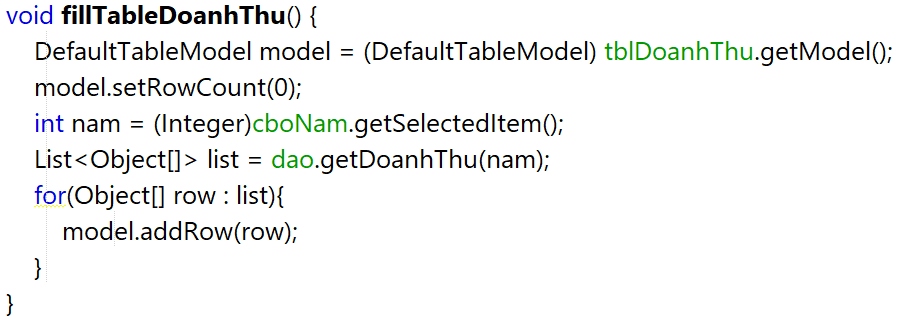 void fillTableDoanhThu() {
DefaultTableModel model = (DefaultTableModel) tblDoanhThu.getModel();
model.setRowCount(0);
int nam = (Integer)cboNam.getSelectedItem();
List<Object[]> list = dao.getDoanhThu(nam);
for(Object[] row : list){
model.addRow(row);
}
}